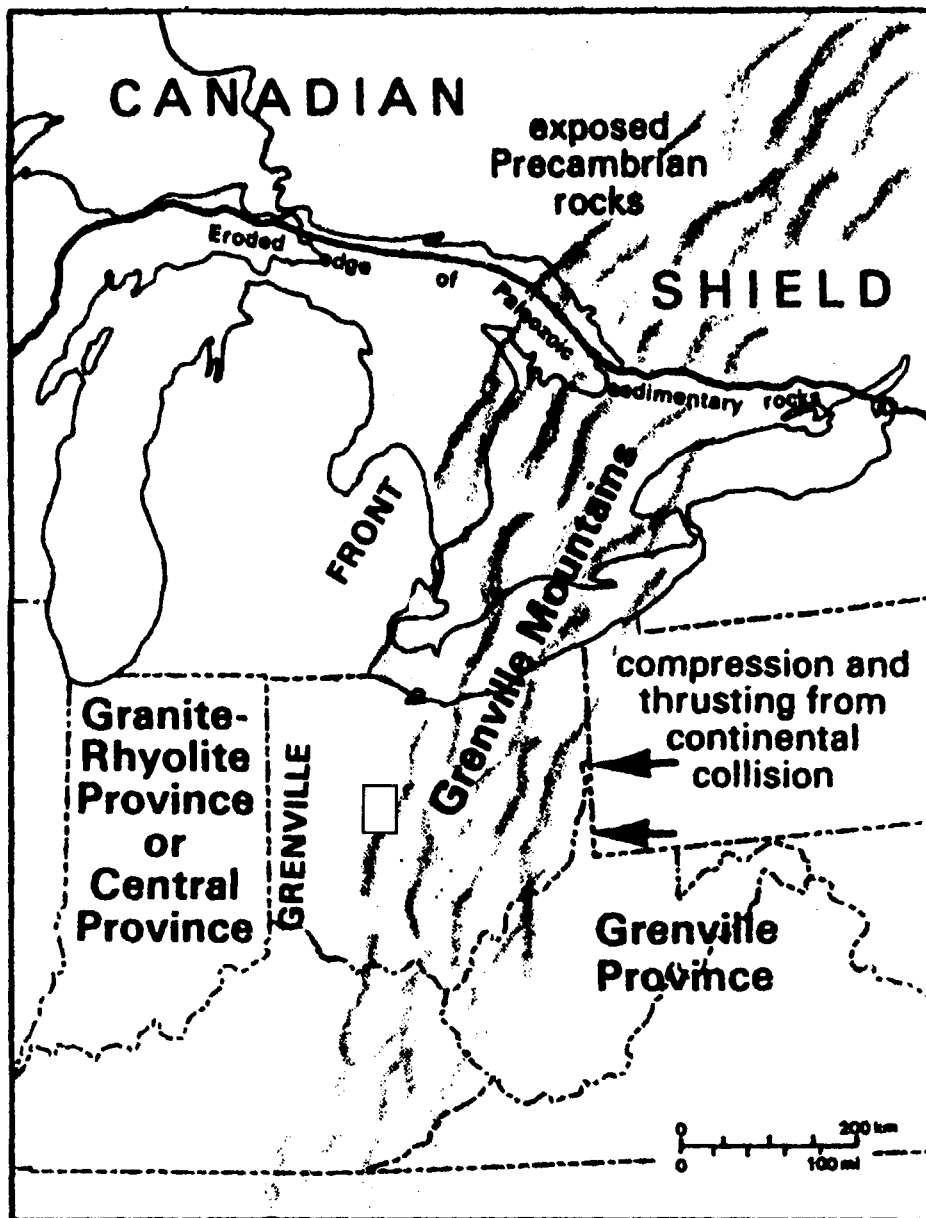 CANADIAN
exposed
Precambrian
rocks
SHIELD
Eroded edge of Paleozoic sedimentary rocks
FRONT
Grenville Mountains
compression and
thrusting from
continental
collision
Granite-
Rhyolite
Province
or
Central
Province
GRENVILLE
Grenville
Province
0 200 km
0 100 mi